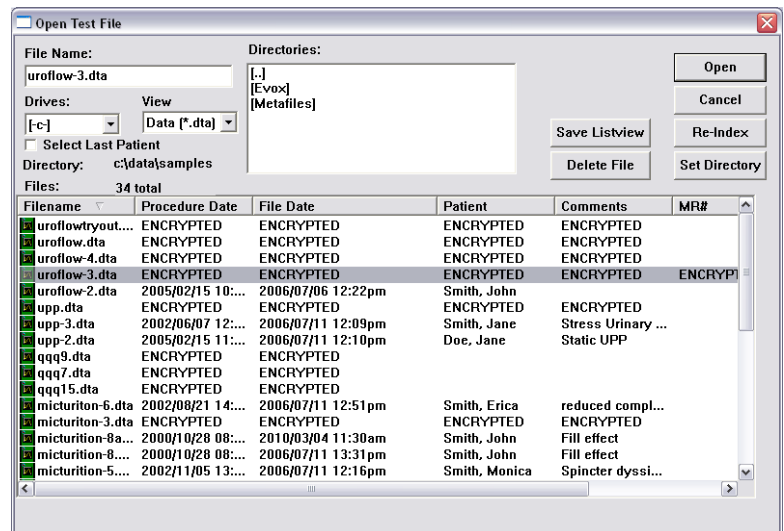 Open Test File
File Name:
uroflow-3.dta
Directories:
[..]
[Evox]
[Metafiles]
Open
Cancel
Drives:
View
[-c-]
Data (*.dta)
Select Last Patient
Save Listview
Re-Index
Directory: c:\data\samples
Delete File
Set Directory
Files: 34 total
Filename Procedure Date File Date Patient Comments MR#
uroflowtryout.... ENCRYPTED ENCRYPTED ENCRYPTED ENCRYPTED
uroflow.dta ENCRYPTED ENCRYPTED ENCRYPTED ENCRYPTED
uroflow-4.dta ENCRYPTED ENCRYPTED ENCRYPTED ENCRYPTED
uroflow-3.dta ENCRYPTED ENCRYPTED ENCRYPTED ENCRYPTED ENCRYPT
uroflow-2.dta 2005/02/15 10:... 2006/07/06 12:22pm Smith, John
upp.dta ENCRYPTED ENCRYPTED ENCRYPTED ENCRYPTED
upp-3.dta 2002/06/07 12:... 2006/07/11 12:09pm Smith, Jane Stress Urinary ...
upp-2.dta 2005/02/15 11:... 2006/07/11 12:10pm Doe, Jane Static UPP
qqq9.dta ENCRYPTED ENCRYPTED
qqq7.dta ENCRYPTED ENCRYPTED
qqq15.dta ENCRYPTED ENCRYPTED
micturiton-6.dta 2002/08/21 14:... 2006/07/11 12:51pm Smith, Erica reduced compl...
micturiton-3.dta ENCRYPTED ENCRYPTED ENCRYPTED ENCRYPTED
micturition-8a... 2000/10/28 08:... 2010/03/04 11:30am Smith, John Fill effect
micturition-8.... 2000/10/28 08:... 2006/07/11 13:31pm Smith, John Fill effect
micturition-5.... 2002/11/05 13:... 2006/07/11 12:16pm Smith, Monica Spincter dyssi...